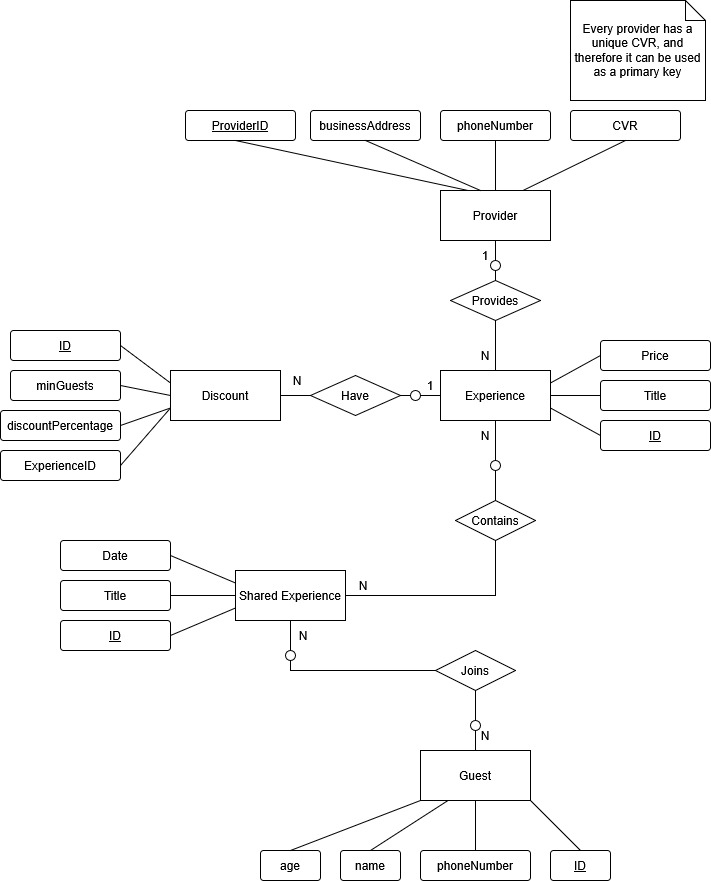 Every provider has a
unique CVR, and
therefore it can be used
as a primary key
ProviderID
businessAddress
phoneNumber
CVR
Provider
1
Provides
N
ID
minGuests
discountPercentage
ExperienceID
Discount
N
Have
1
Experience
Price
Title
ID
N
Contains
Date
Title
ID
Shared Experience
N
N
Joins
N
Guest
age
name
phoneNumber
ID